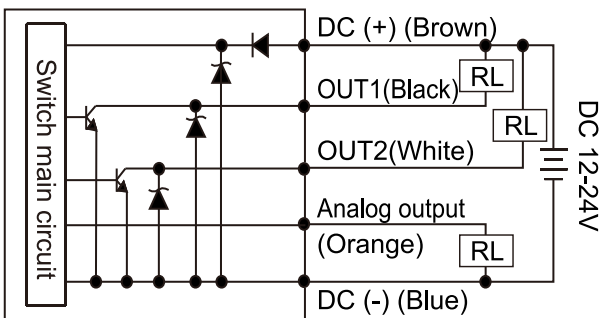 Switch main circuit
DC (+) (Brown)
RL
OUT1(Black)
RL
OUT2(White)
DC 12-24V
Analog output
(Orange)
RL
DC (-) (Blue)